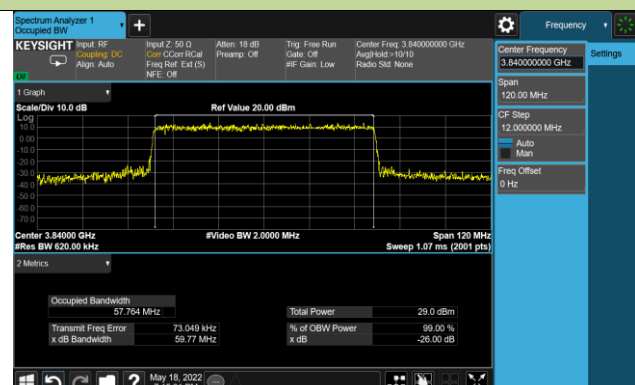 Spectrum Analyzer 1
Occupied BW
Frequency
KEYSIGHT
Input: RF
Coupling: DC
Align: Auto
Input Z: 50 Ω
Corr CCorr RCal
Freq Ref: Ext (S)
NFE: Off
Atten: 18 dB
Preamp: Off
Trig: Free Run
Gate: Off
#IF Gain: Low
Center Freq: 3.840000000 GHz
Avg|Hold:>10/10
Radio Std: None
LXI
1 Graph
Scale/Div 10.0 dB
Ref Value 20.00 dBm
Log
10.0
0.00
-10.0
-20.0
-30.0
-40.0
-50.0
-60.0
-70.0
Center 3.84000 GHz
#Video BW 2.0000 MHz
Span 120 MHz
#Res BW 620.00 kHz
Sweep 1.07 ms (2001 pts)
2 Metrics
Occupied Bandwidth
57.764 MHz
Total Power
29.0 dBm
Transmit Freq Error
73.049 kHz
% of OBW Power
99.00 %
x dB Bandwidth
59.77 MHz
x dB
-26.00 dB
Center Frequency
3.840000000 GHz
Settings
Span
120.00 MHz
CF Step
12.000000 MHz
Auto
Man
Freq Offset
0 Hz
May 18, 2022